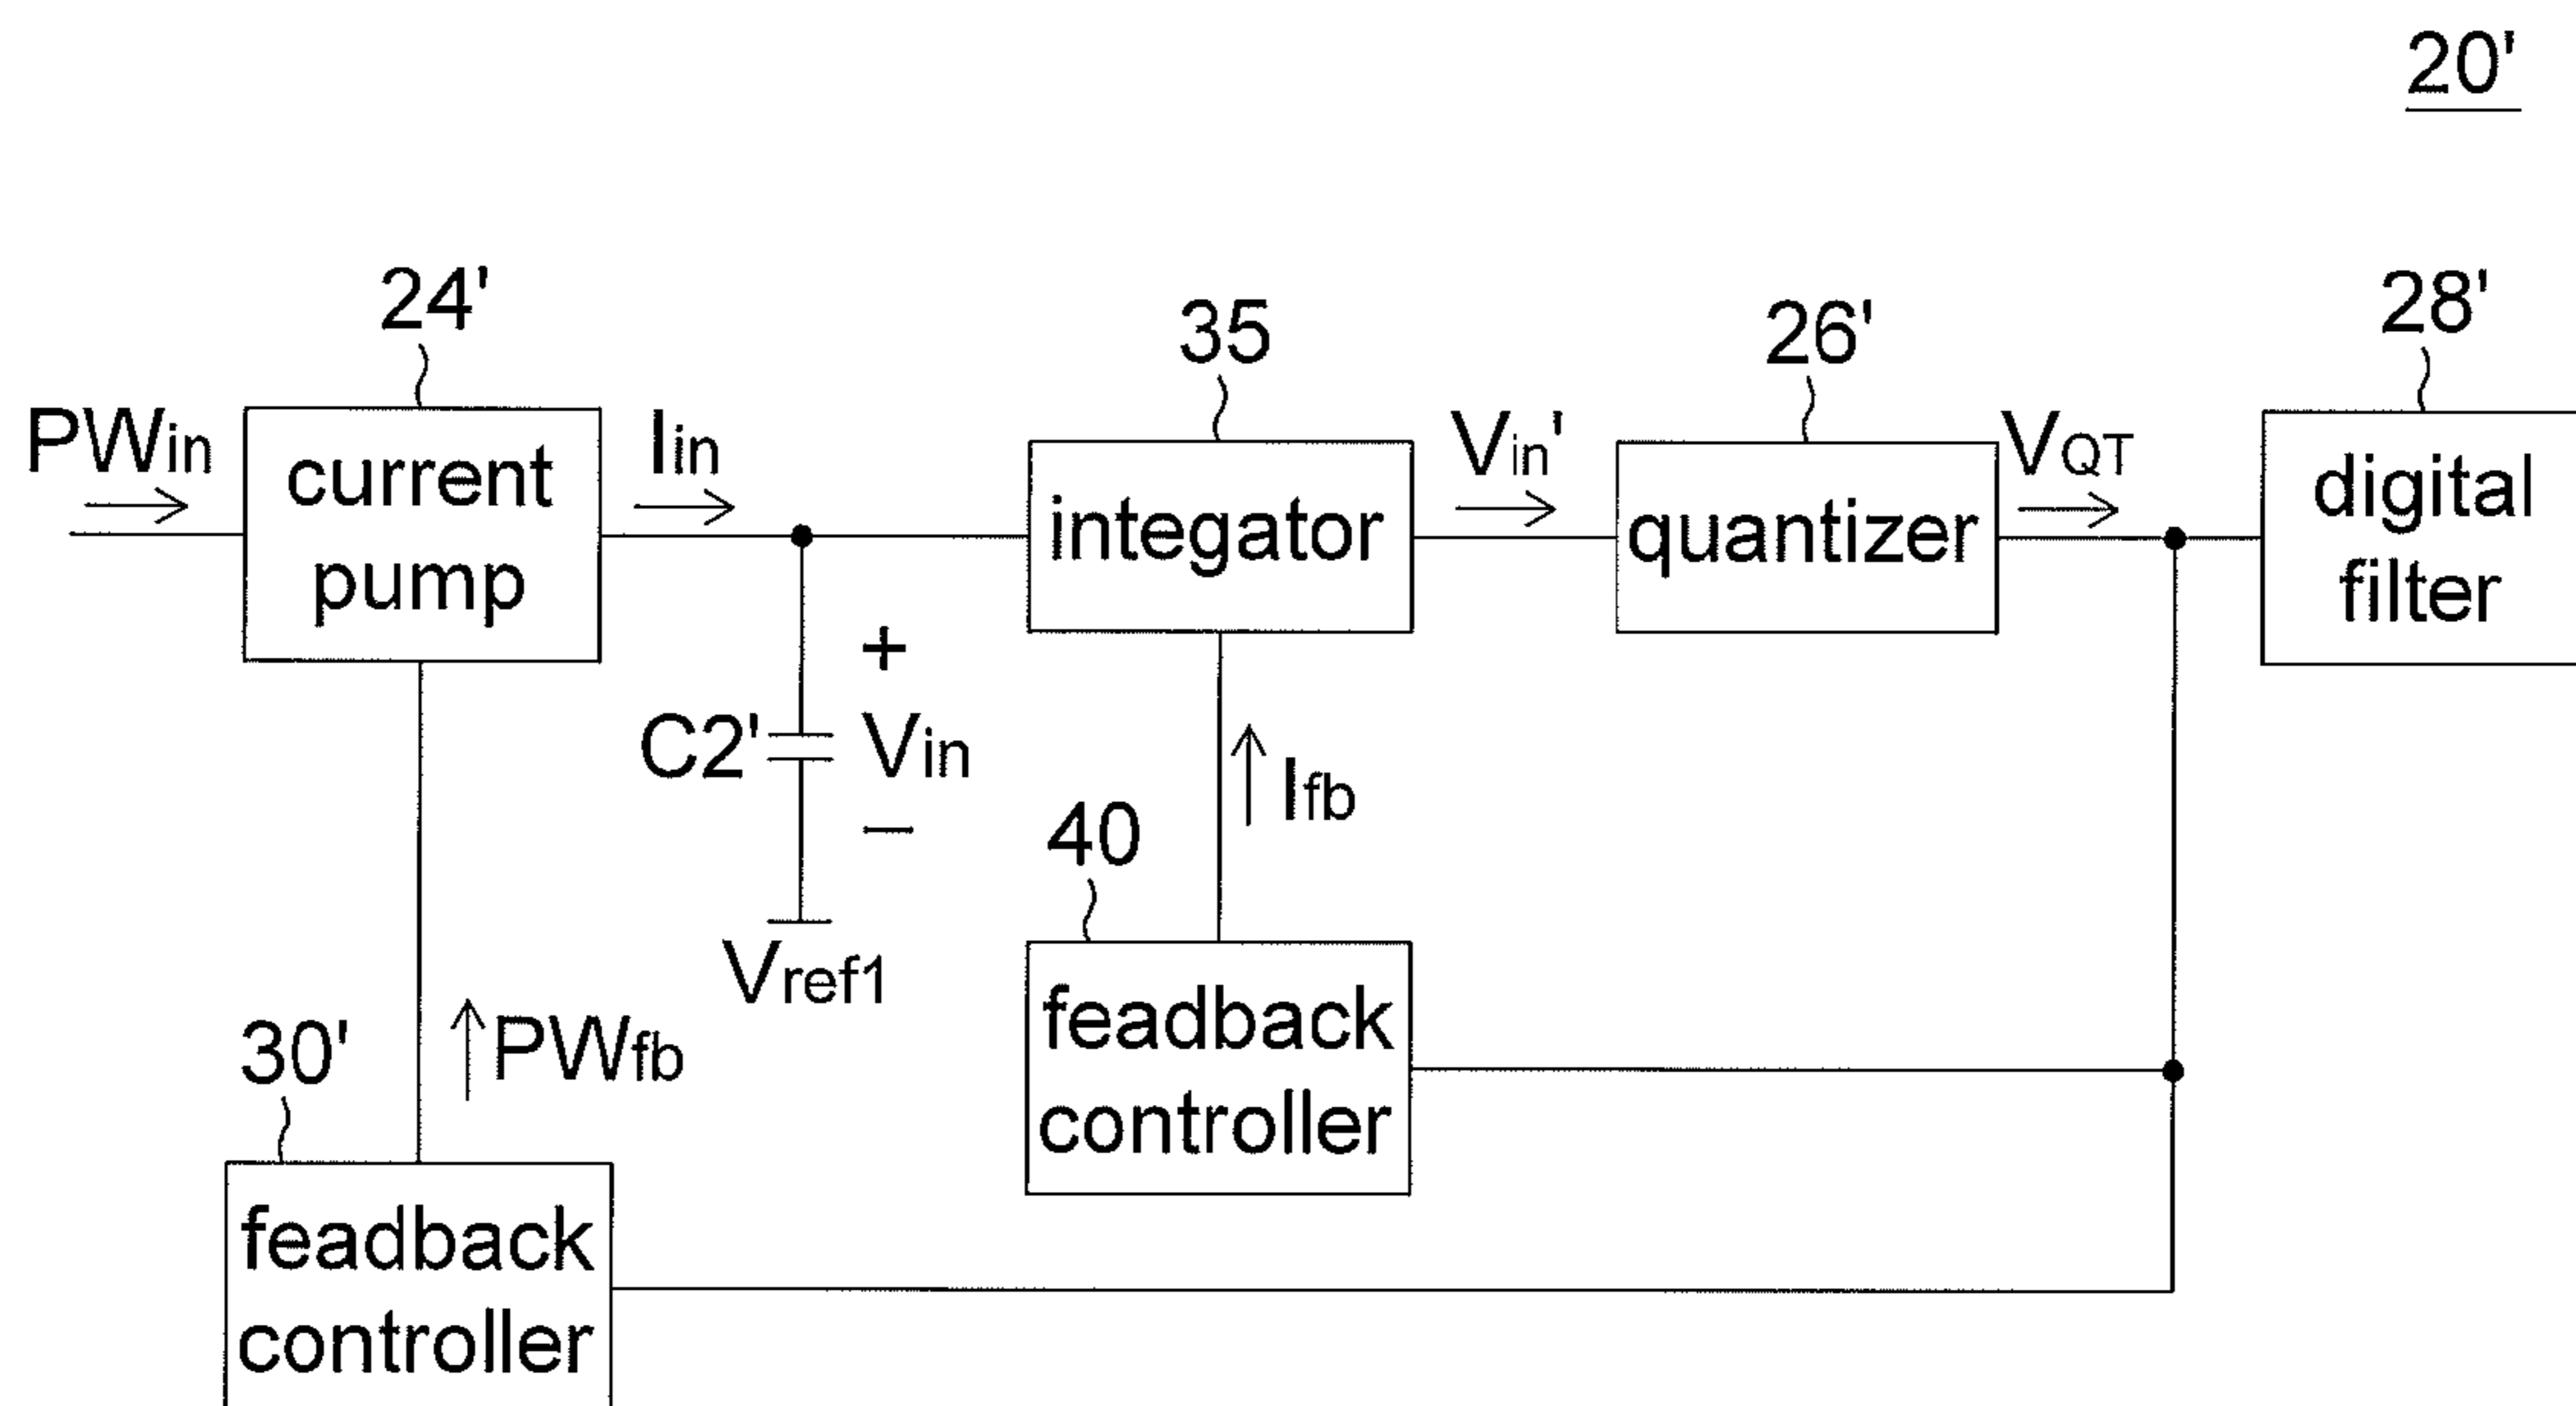 20'
24'
35
26'
28'
PWin
current
pump
Iin
integator
Vin'
quantizer
VQT
digital
filter
+
C2'
Vin
−
Vref1
Ifb
40
feadback
controller
30'
PWfb
feadback
controller